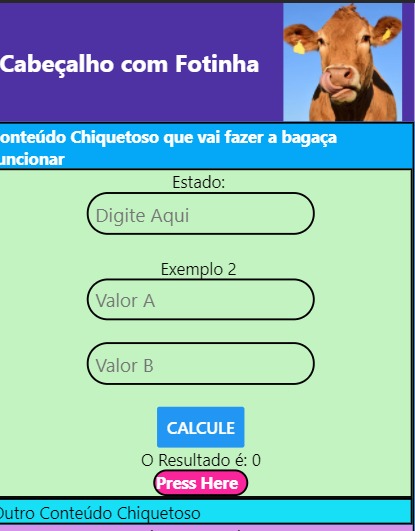 Cabeçalho com Fotinha
onteúdo Chiquetoso que vai fazer a bagaça
uncionar
Estado:
Digite Aqui
Exemplo 2
Valor A
Valor B
CALCULE
O Resultado é: 0
Press Here
Outro Conteúdo Chiquetoso